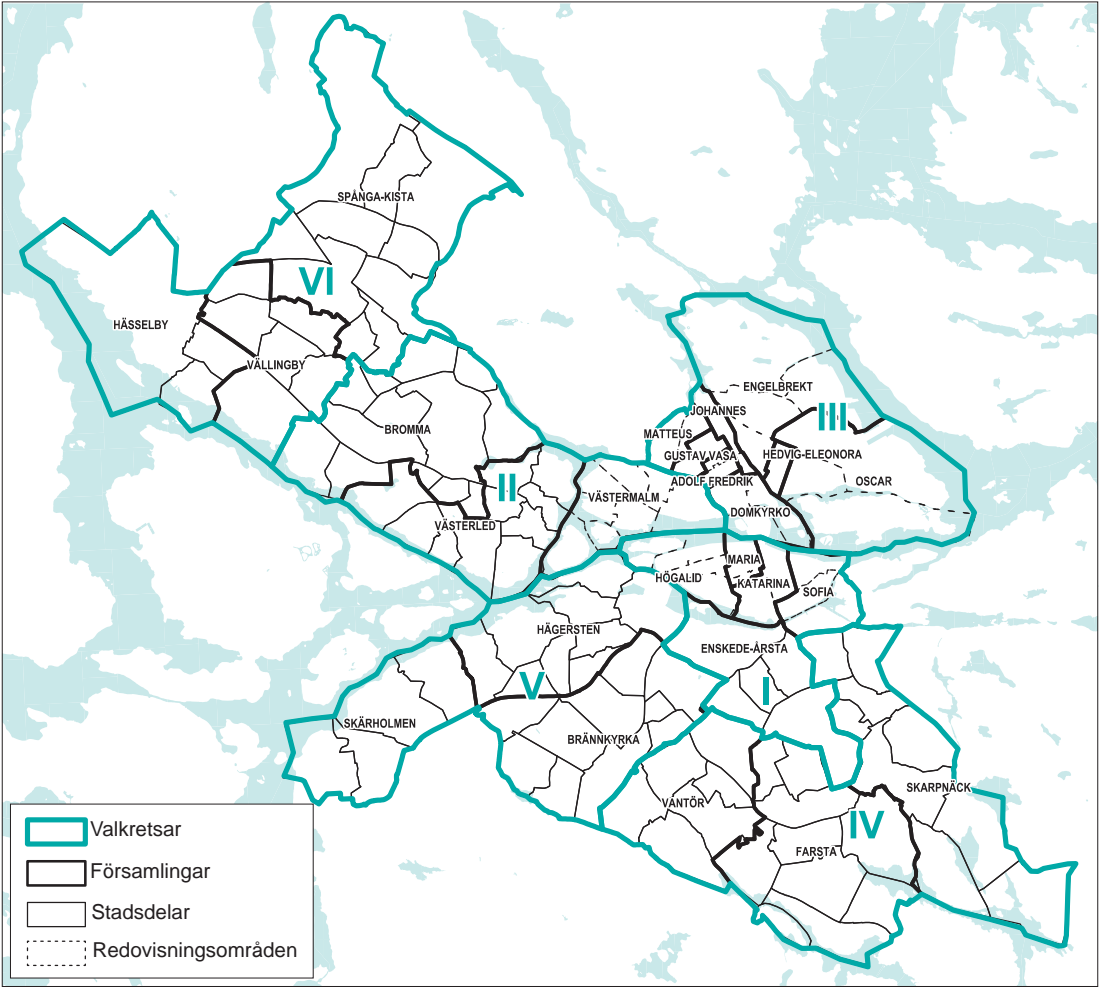 SPÅNGA-KISTA
VI
HÄSSELBY
VÄLLINGBY
ENGELBREKT
JOHANNES
III
BROMMA
MATTEUS
GUSTAV VASA
HEDVIG-ELEONORA
II
ADOLF FREDRIK
OSCAR
VÄSTERMALM
DOMKYRKO
VÄSTERLED
MARIA
HÖGALID
KATARINA
SOFIA
HÄGERSTEN
ENSKEDE-ÅRSTA
V
I
SKÄRHOLMEN
BRÄNNKYRKA
SKARPNÄCK
VANTÖR
IV
FARSTA
Valkretsar
Församlingar
Stadsdelar
Redovisningsområden